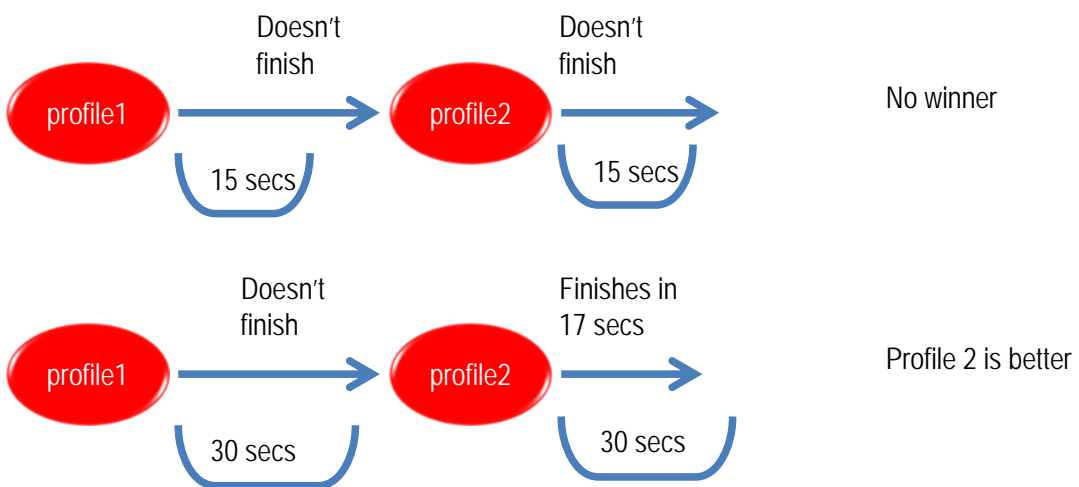 Doesn't
finish
Doesn't
finish
profile1
profile2
No winner
15 secs
15 secs
Doesn't
finish
Finishes in
17 secs
profile1
profile2
Profile 2 is better
30 secs
30 secs